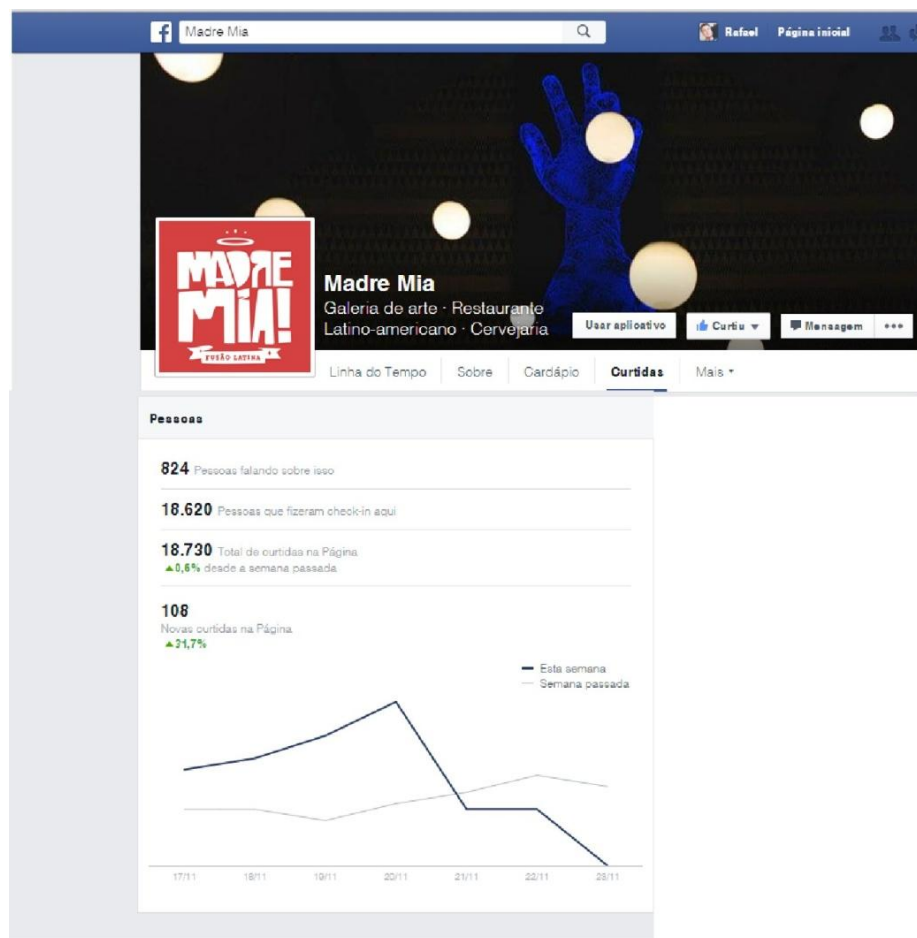 Madre Mia
Rafael
Página inicial
MADRE
MÍA!
FUSÃO LATINA
Madre Mia
Galeria de arte · Restaurante
Latino-americano · Cervejaria
Usar aplicativo
Curtiu
Mensagem
Linha do Tempo
Sobre
Cardápio
Curtidas
Mais
Pessoas
824 Pessoas falando sobre isso
18.620 Pessoas que fizeram check-in aqui
18.730 Total de curtidas na Página
▲0,6% desde a semana passada
108
Novas curtidas na Página
▲31,7%
Esta semana
Semana passada
17/11 18/11 19/11 20/11 21/11 22/11 23/11